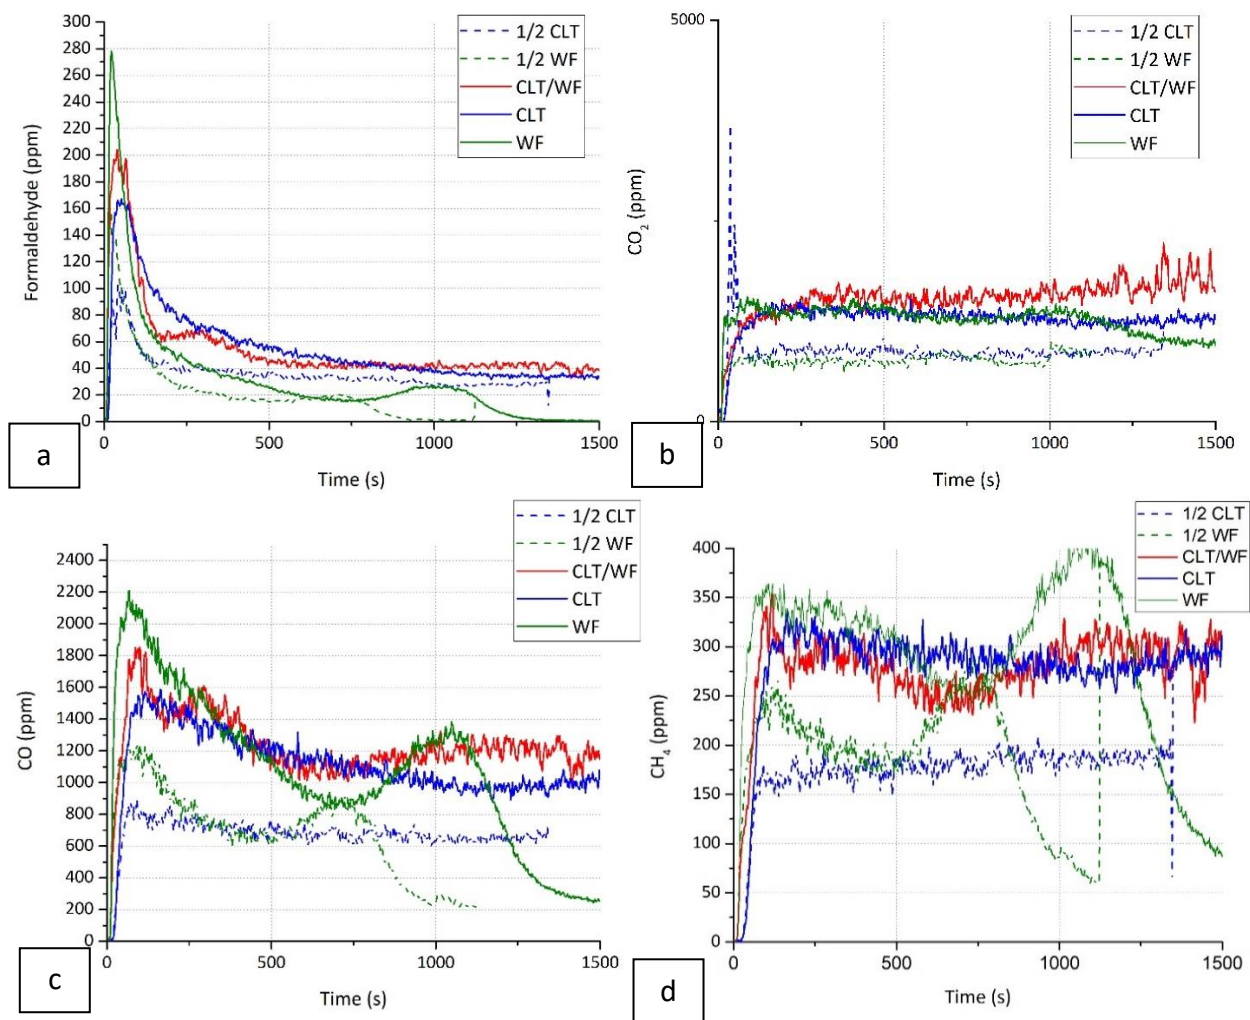 300
280
260
240
220
200
180
160
140
120
100
80
60
40
20
0
Formaldehyde (ppm)
1/2 CLT
1/2 WF
CLT/WF
CLT
WF
0 500 1000 1500
Time (s)
a
5000
0
CO2 (ppm)
1/2 CLT
1/2 WF
CLT/WF
CLT
WF
0 500 1000 1500
Time (s)
b
2400
2200
2000
1800
1600
1400
1200
1000
800
600
400
200
0
CO (ppm)
1/2 CLT
1/2 WF
CLT/WF
CLT
WF
0 500 1000 1500
Time (s)
c
400
350
300
250
200
150
100
50
0
CH4 (ppm)
1/2 CLT
1/2 WF
CLT/WF
CLT
WF
0 500 1000 1500
Time (s)
d